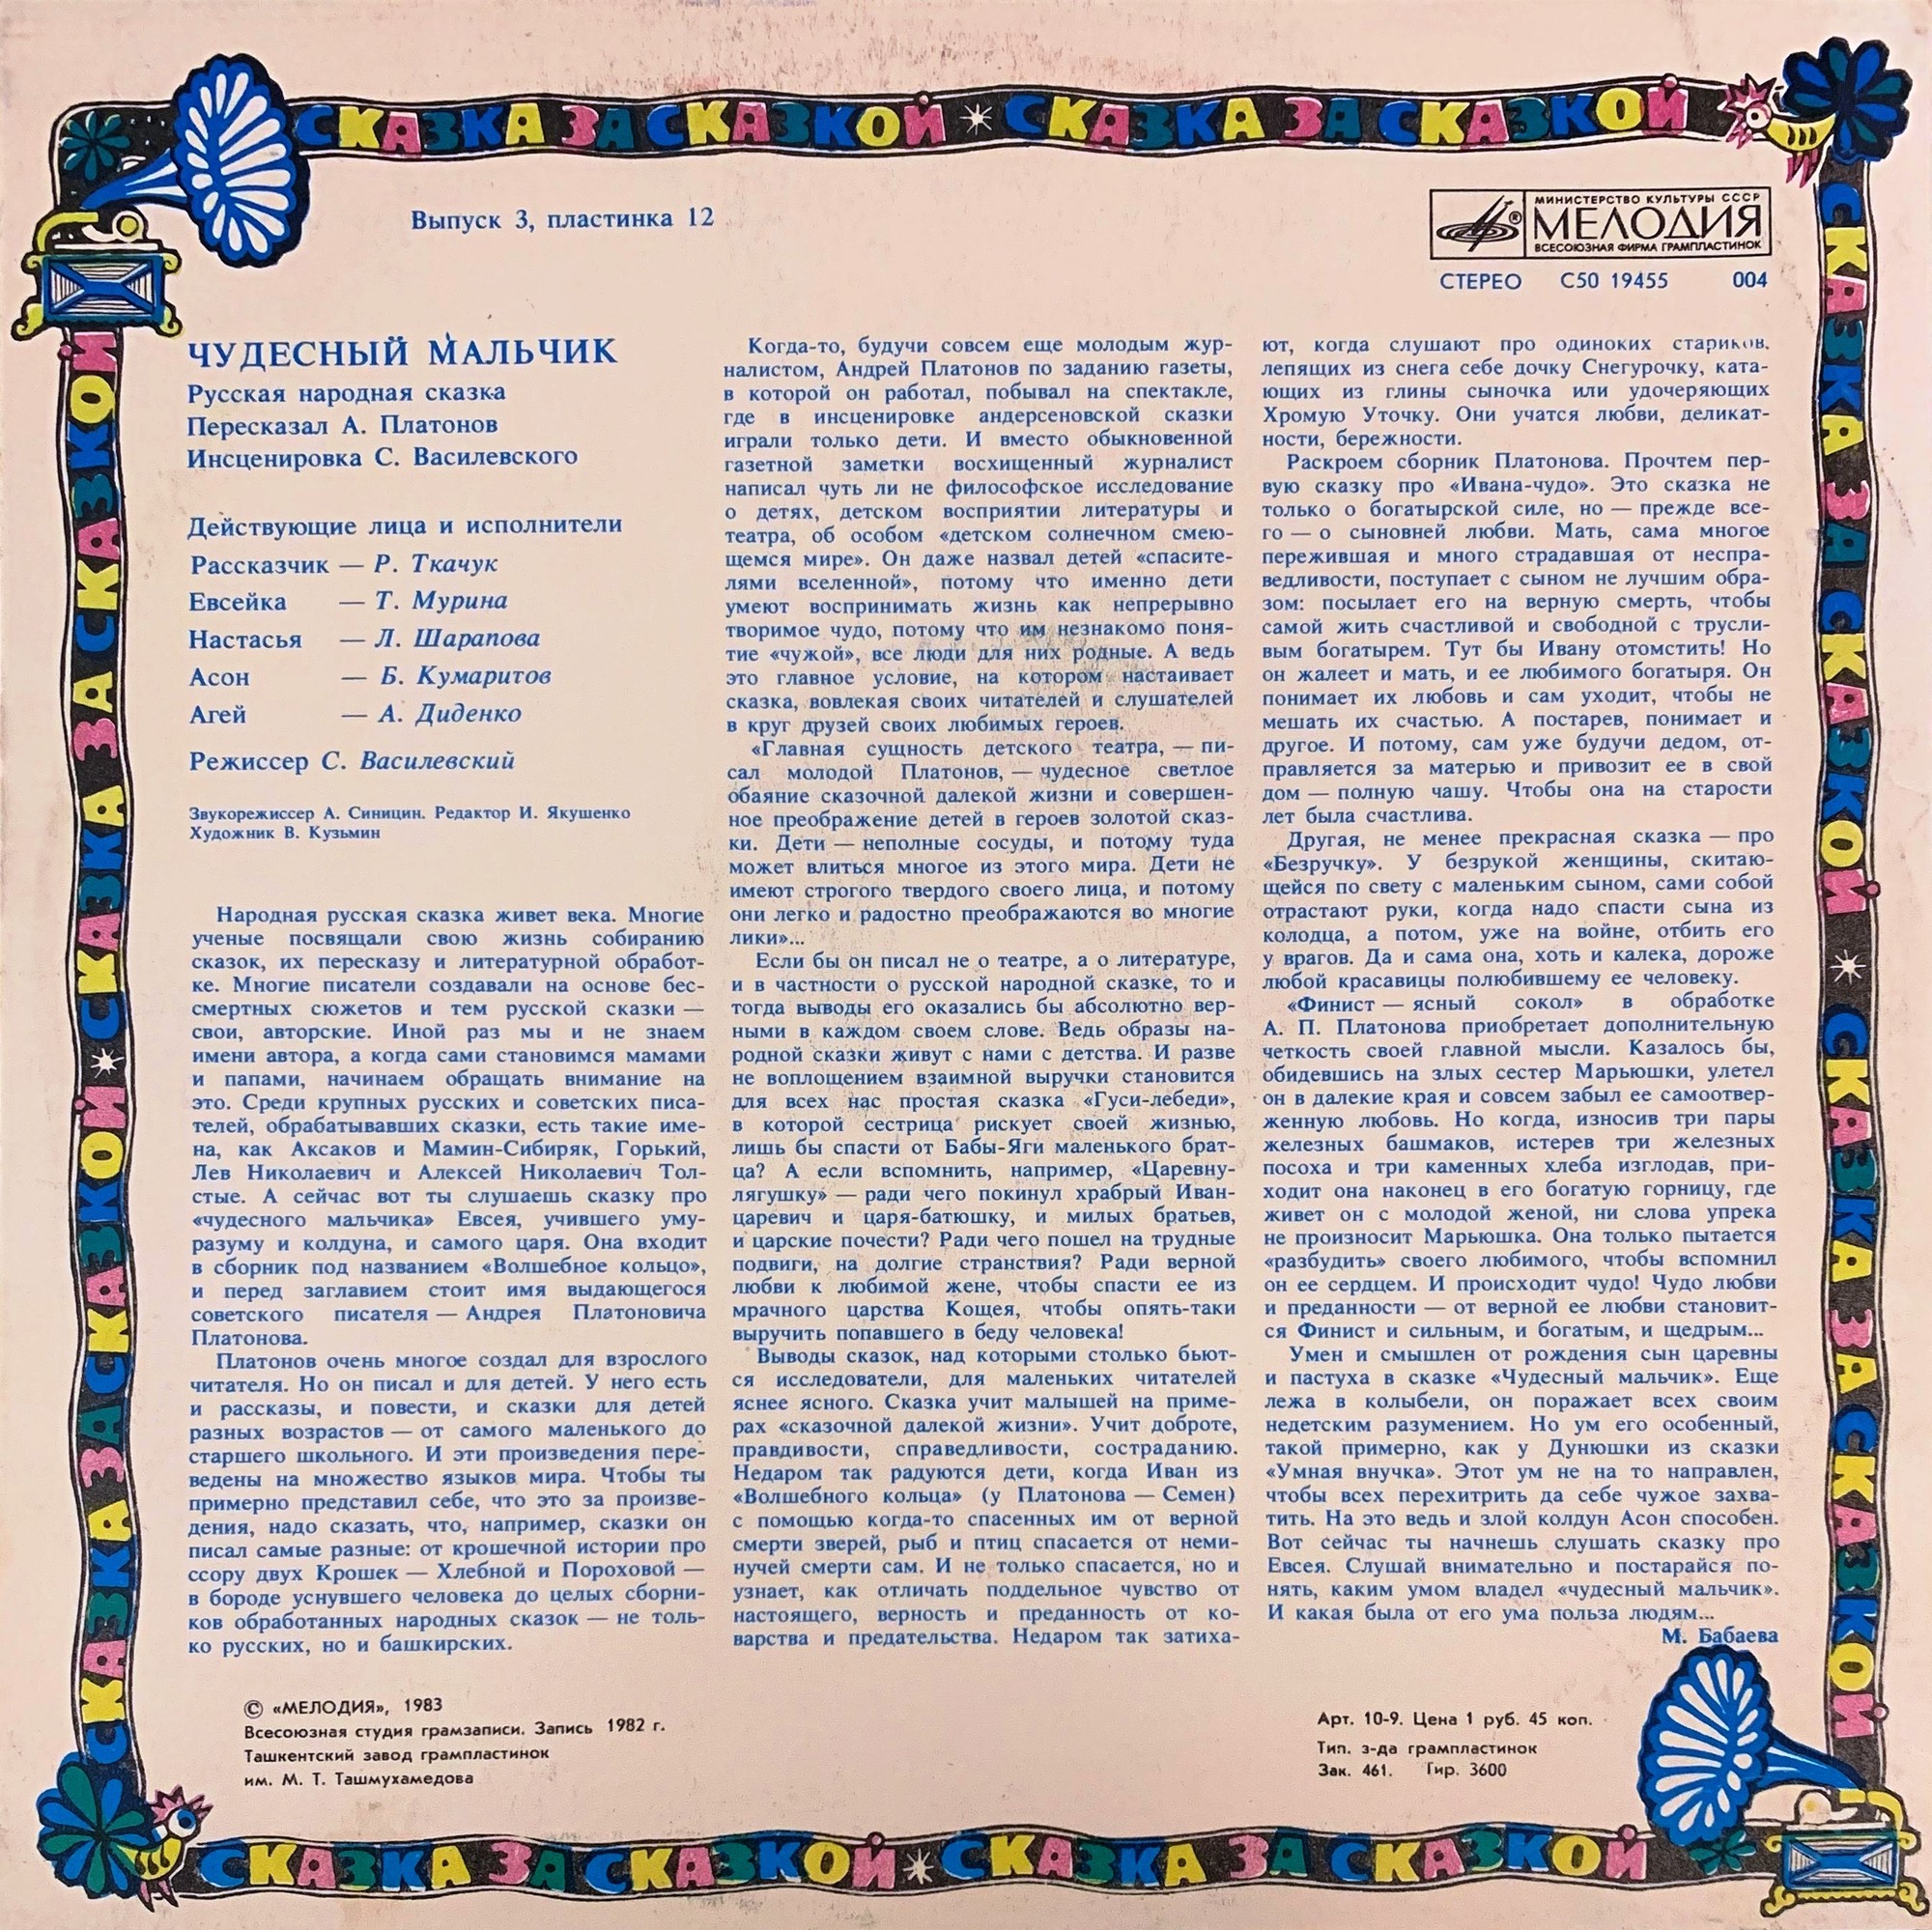 СКАЗКА ЗА СКАЗКОЙ * СКАЗКА ЗА СКАЗКОЙ
Выпуск 3, пластинка 12
МИНИСТЕРСТВО КУЛЬТУРЫ СССР
МЕЛОДИЯ
ВСЕСОЮЗНАЯ ФИРМА ГРАМПЛАСТИНОК
СТЕРЕО С50 19455 004
ЧУДЕСНЫЙ МАЛЬЧИК
Русская народная сказка
Пересказал А. Платонов
Инсценировка С. Василевского
Действующие лица и исполнители
Рассказчик — Р. Ткачук
Евсейка — Т. Мурина
Настасья — Л. Шарапова
Асон — Б. Кумаритов
Агей — А. Диденко
Режиссер С. Василевский
Звукорежиссер А. Синицин. Редактор И. Якушенко
Художник В. Кузьмин
Народная русская сказка живет века. Многие
ученые посвящали свою жизнь собиранию
сказок, их пересказу и литературной обработ-
ке. Многие писатели создавали на основе бес-
смертных сюжетов и тем русской сказки —
свои, авторские. Иной раз мы и не знаем
имени автора, а когда сами становимся мамами
и папами, начинаем обращать внимание на
это. Среди крупных русских и советских писа-
телей, обрабатывавших сказки, есть такие име-
на, как Аксаков и Мамин-Сибиряк, Горький,
Лев Николаевич и Алексей Николаевич Тол-
стые. А сейчас вот ты слушаешь сказку про
«чудесного мальчика» Евсея, учившего уму-
разуму и колдуна, и самого царя. Она входит
в сборник под названием «Волшебное кольцо»,
и перед заглавием стоит имя выдающегося
советского писателя — Андрея Платоновича
Платонова.
Платонов очень многое создал для взрослого
читателя. Но он писал и для детей. У него есть
и рассказы, и повести, и сказки для детей
разных возрастов — от самого маленького до
старшего школьного. И эти произведения пере-
ведены на множество языков мира. Чтобы ты
примерно представил себе, что это за произве-
дения, надо сказать, что, например, сказки он
писал самые разные: от крошечной истории про
ссору двух Крошек — Хлебной и Пороховой —
в бороде уснувшего человека до целых сборни-
ков обработанных народных сказок — не толь-
ко русских, но и башкирских.
Когда-то, будучи совсем еще молодым жур-
налистом, Андрей Платонов по заданию газеты,
в которой он работал, побывал на спектакле,
где в инсценировке андерсеновской сказки
играли только дети. И вместо обыкновенной
газетной заметки восхищенный журналист
написал чуть ли не философское исследование
о детях, детском восприятии литературы и
театра, об особом «детском солнечном смею-
щемся мире». Он даже назвал детей «спасите-
лями вселенной», потому что именно дети
умеют воспринимать жизнь как непрерывно
творимое чудо, потому что им незнакомо поня-
тие «чужой», все люди для них родные. А ведь
это главное условие, на котором настаивает
сказка, вовлекая своих читателей и слушателей
в круг друзей своих любимых героев.
«Главная сущность детского театра, — пи-
сал молодой Платонов, — чудесное светлое
обаяние сказочной далекой жизни и совершен-
ное преображение детей в героев золотой сказ-
ки. Дети — неполные сосуды, и потому туда
может влиться многое из этого мира. Дети не
имеют строгого твердого своего лица, и потому
они легко и радостно преображаются во многие
лики»...
Если бы он писал не о театре, а о литературе,
и в частности о русской народной сказке, то и
тогда выводы его оказались бы абсолютно вер-
ными в каждом своем слове. Ведь образы на-
родной сказки живут с нами с детства. И разве
не воплощением взаимной выручки становится
для всех нас простая сказка «Гуси-лебеди»,
в которой сестрица рискует своей жизнью,
лишь бы спасти от Бабы-Яги маленького брат-
ца? А если вспомнить, например, «Царевну-
лягушку» — ради чего покинул храбрый Иван-
царевич и царя-батюшку, и милых братьев,
и царские почести? Ради чего пошел на трудные
подвиги, на долгие странствия? Ради верной
любви к любимой жене, чтобы спасти ее из
мрачного царства Кощея, чтобы опять-таки
выручить попавшего в беду человека!
Выводы сказок, над которыми столько бьют-
ся исследователи, для маленьких читателей
яснее ясного. Сказка учит малышей на приме-
рах «сказочной далекой жизни». Учит доброте,
правдивости, справедливости, состраданию.
Недаром так радуются дети, когда Иван из
«Волшебного кольца» (у Платонова — Семен)
с помощью когда-то спасенных им от верной
смерти зверей, рыб и птиц спасается от неми-
нучей смерти сам. И не только спасается, но и
узнает, как отличать поддельное чувство от
настоящего, верность и преданность от ко-
варства и предательства. Недаром так затиха-
ют, когда слушают про одиноких стариков,
лепящих из снега себе дочку Снегурочку, ката-
ющих из глины сыночка или удочеряющих
Хромую Уточку. Они учатся любви, деликат-
ности, бережности.
Раскроем сборник Платонова. Прочтем пер-
вую сказку про «Ивана-чудо». Это сказка не
только о богатырской силе, но — прежде все-
го — о сыновней любви. Мать, сама многое
пережившая и много страдавшая от неспра-
ведливости, поступает с сыном не лучшим обра-
зом: посылает его на верную смерть, чтобы
самой жить счастливой и свободной с трусли-
вым богатырем. Тут бы Ивану отомстить! Но
он жалеет и мать, и ее любимого богатыря. Он
понимает их любовь и сам уходит, чтобы не
мешать их счастью. А постарев, понимает и
другое. И потому, сам уже будучи дедом, от-
правляется за матерью и привозит ее в свой
дом — полную чашу. Чтобы она на старости
лет была счастлива.
Другая, не менее прекрасная сказка — про
«Безручку». У безрукой женщины, скитаю-
щейся по свету с маленьким сыном, сами собой
отрастают руки, когда надо спасти сына из
колодца, а потом, уже на войне, отбить его
у врагов. Да и сама она, хоть и калека, дороже
любой красавицы полюбившему ее человеку.
«Финист — ясный сокол» в обработке
А. П. Платонова приобретает дополнительную
четкость своей главной мысли. Казалось бы,
обидевшись на злых сестер Марьюшки, улетел
он в далекие края и совсем забыл ее самоотвер-
женную любовь. Но когда, износив три пары
железных башмаков, истерев три железных
посоха и три каменных хлеба изглодав, при-
ходит она наконец в его богатую горницу, где
живет он с молодой женой, ни слова упрека
не произносит Марьюшка. Она только пытается
«разбудить» своего любимого, чтобы вспомнил
он ее сердцем. И происходит чудо! Чудо любви
и преданности — от верной ее любви становит-
ся Финист и сильным, и богатым, и щедрым...
Умен и смышлен от рождения сын царевны
и пастуха в сказке «Чудесный мальчик». Еще
лежа в колыбели, он поражает всех своим
недетским разумением. Но ум его особенный,
такой примерно, как у Дунюшки из сказки
«Умная внучка». Этот ум не на то направлен,
чтобы всех перехитрить да себе чужое захва-
тить. На это ведь и злой колдун Асон способен.
Вот сейчас ты начнешь слушать сказку про
Евсея. Слушай внимательно и постарайся по-
нять, каким умом владел «чудесный мальчик».
И какая была от его ума польза людям...
М. Бабаева
© «МЕЛОДИЯ», 1983
Всесоюзная студия грамзаписи. Запись 1982 г.
Ташкентский завод грампластинок
им. М. Т. Ташмухамедова
Арт. 10-9. Цена 1 руб. 45 коп.
Тип. з-да грампластинок
Зак. 461. Тир. 3600
СКАЗКА ЗА СКАЗКОЙ * СКАЗКА ЗА СКАЗКОЙ
СКАЗКА ЗА СКАЗКОЙ * СКАЗКА ЗА СКАЗКОЙ
СКАЗКА ЗА СКАЗКОЙ * СКАЗКА ЗА СКАЗКОЙ